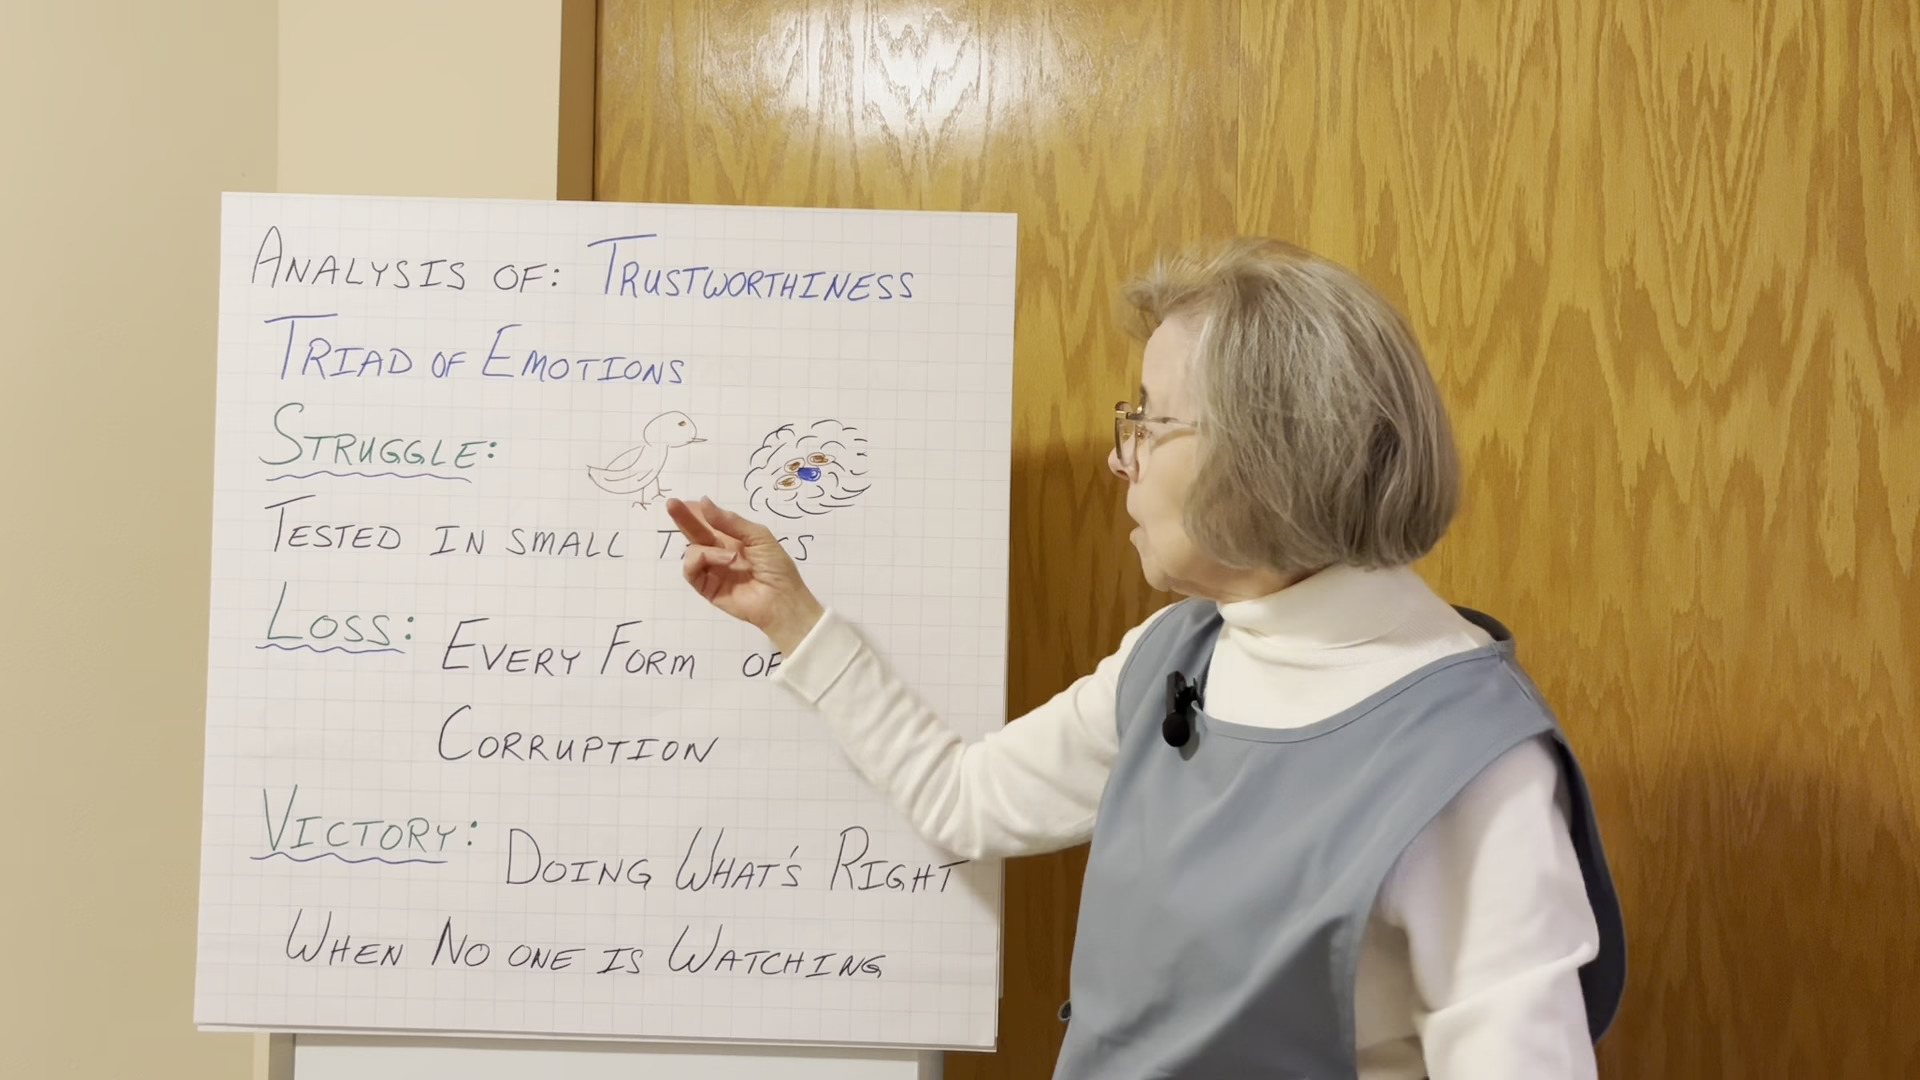 ANALYSIS OF: TRUSTWORTHINESS
TRIAD OF EMOTIONS
STRUGGLE:
TESTED IN SMALL
LOSS: EVERY FORM OF
CORRUPTION
VICTORY: DOING WHAT'S RIGHT
WHEN NO ONE IS WATCHING